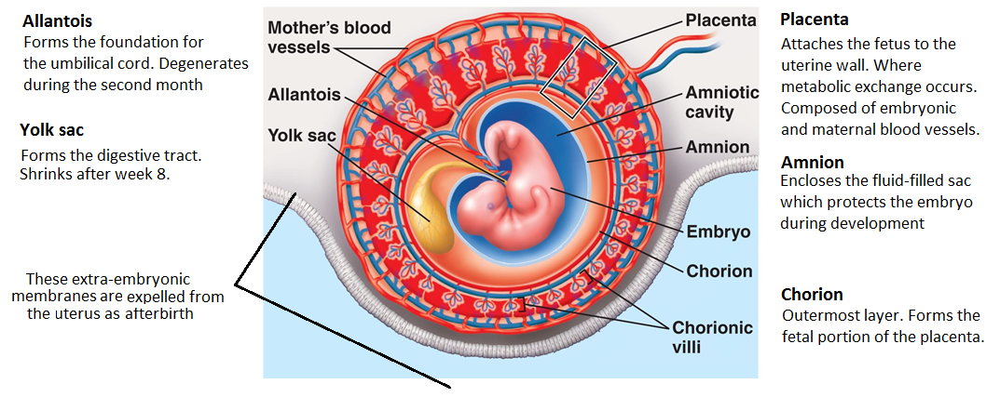 Allantois
Forms the foundation for
the umbilical cord. Degenerates
during the second month
Yolk sac
Forms the digestive tract.
Shrinks after week 8.
These extra-embryonic
membranes are expelled from
the uterus as afterbirth
Mother's blood
vessels
Allantois
Yolk sac
Placenta
Amniotic
cavity
Amnion
Embryo
Chorion
Chorionic
villi
Placenta
Attaches the fetus to the
uterine wall. Where
metabolic exchange occurs.
Composed of embryonic
and maternal blood vessels.
Amnion
Encloses the fluid-filled sac
which protects the embryo
during development
Chorion
Outermost layer. Forms the
fetal portion of the placenta.